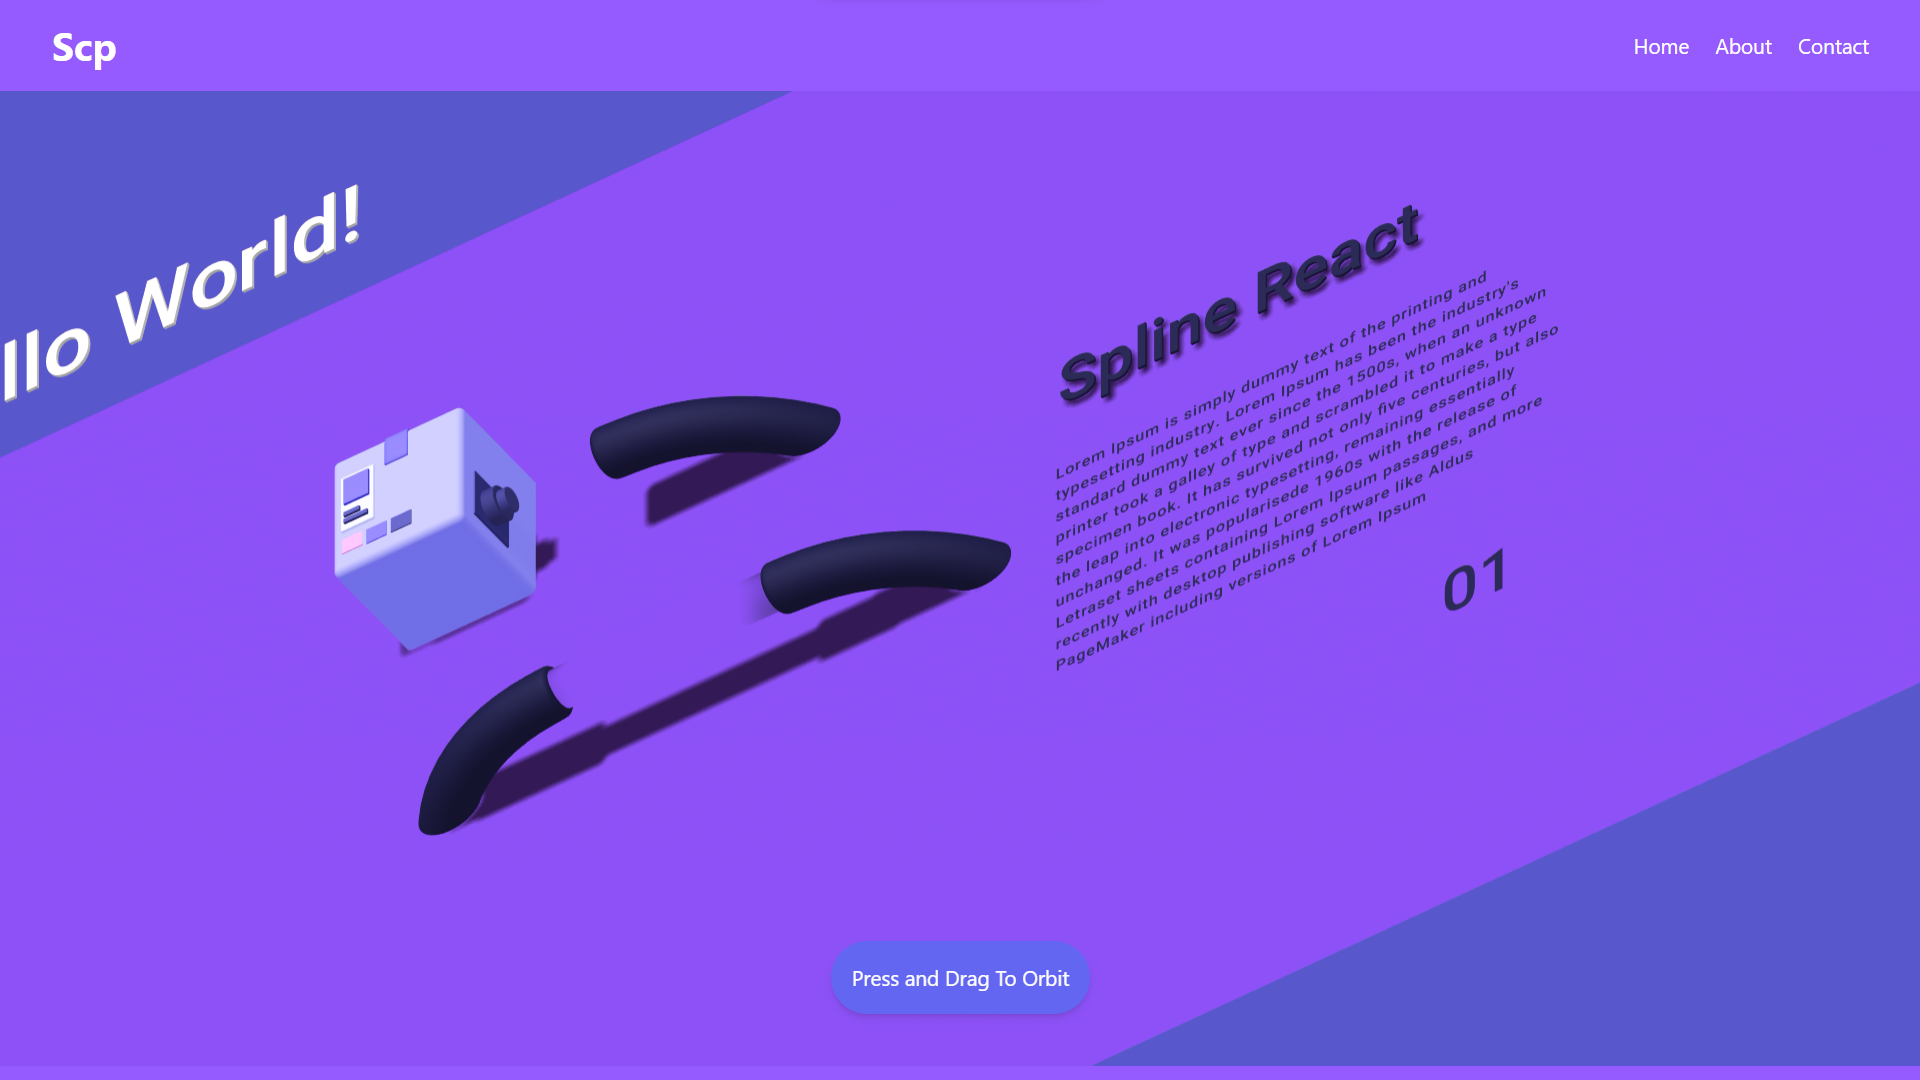 Scp
Home About Contact
llo World!
Spline React
Lorem Ipsum is simply dummy text of the printing and
typesetting industry. Lorem Ipsum has been the industry's
standard dummy text ever since the 1500s, when an unknown
printer took a galley of type and scrambled it to make a type
specimen book. It has survived not only five centuries, but also
the leap into electronic typesetting, remaining essentially
unchanged. It was popularisede 1960s with the release of
Letraset sheets containing Lorem Ipsum passages, and more
recently with desktop publishing software like Aldus
PageMaker including versions of Lorem Ipsum
01
Press and Drag To Orbit